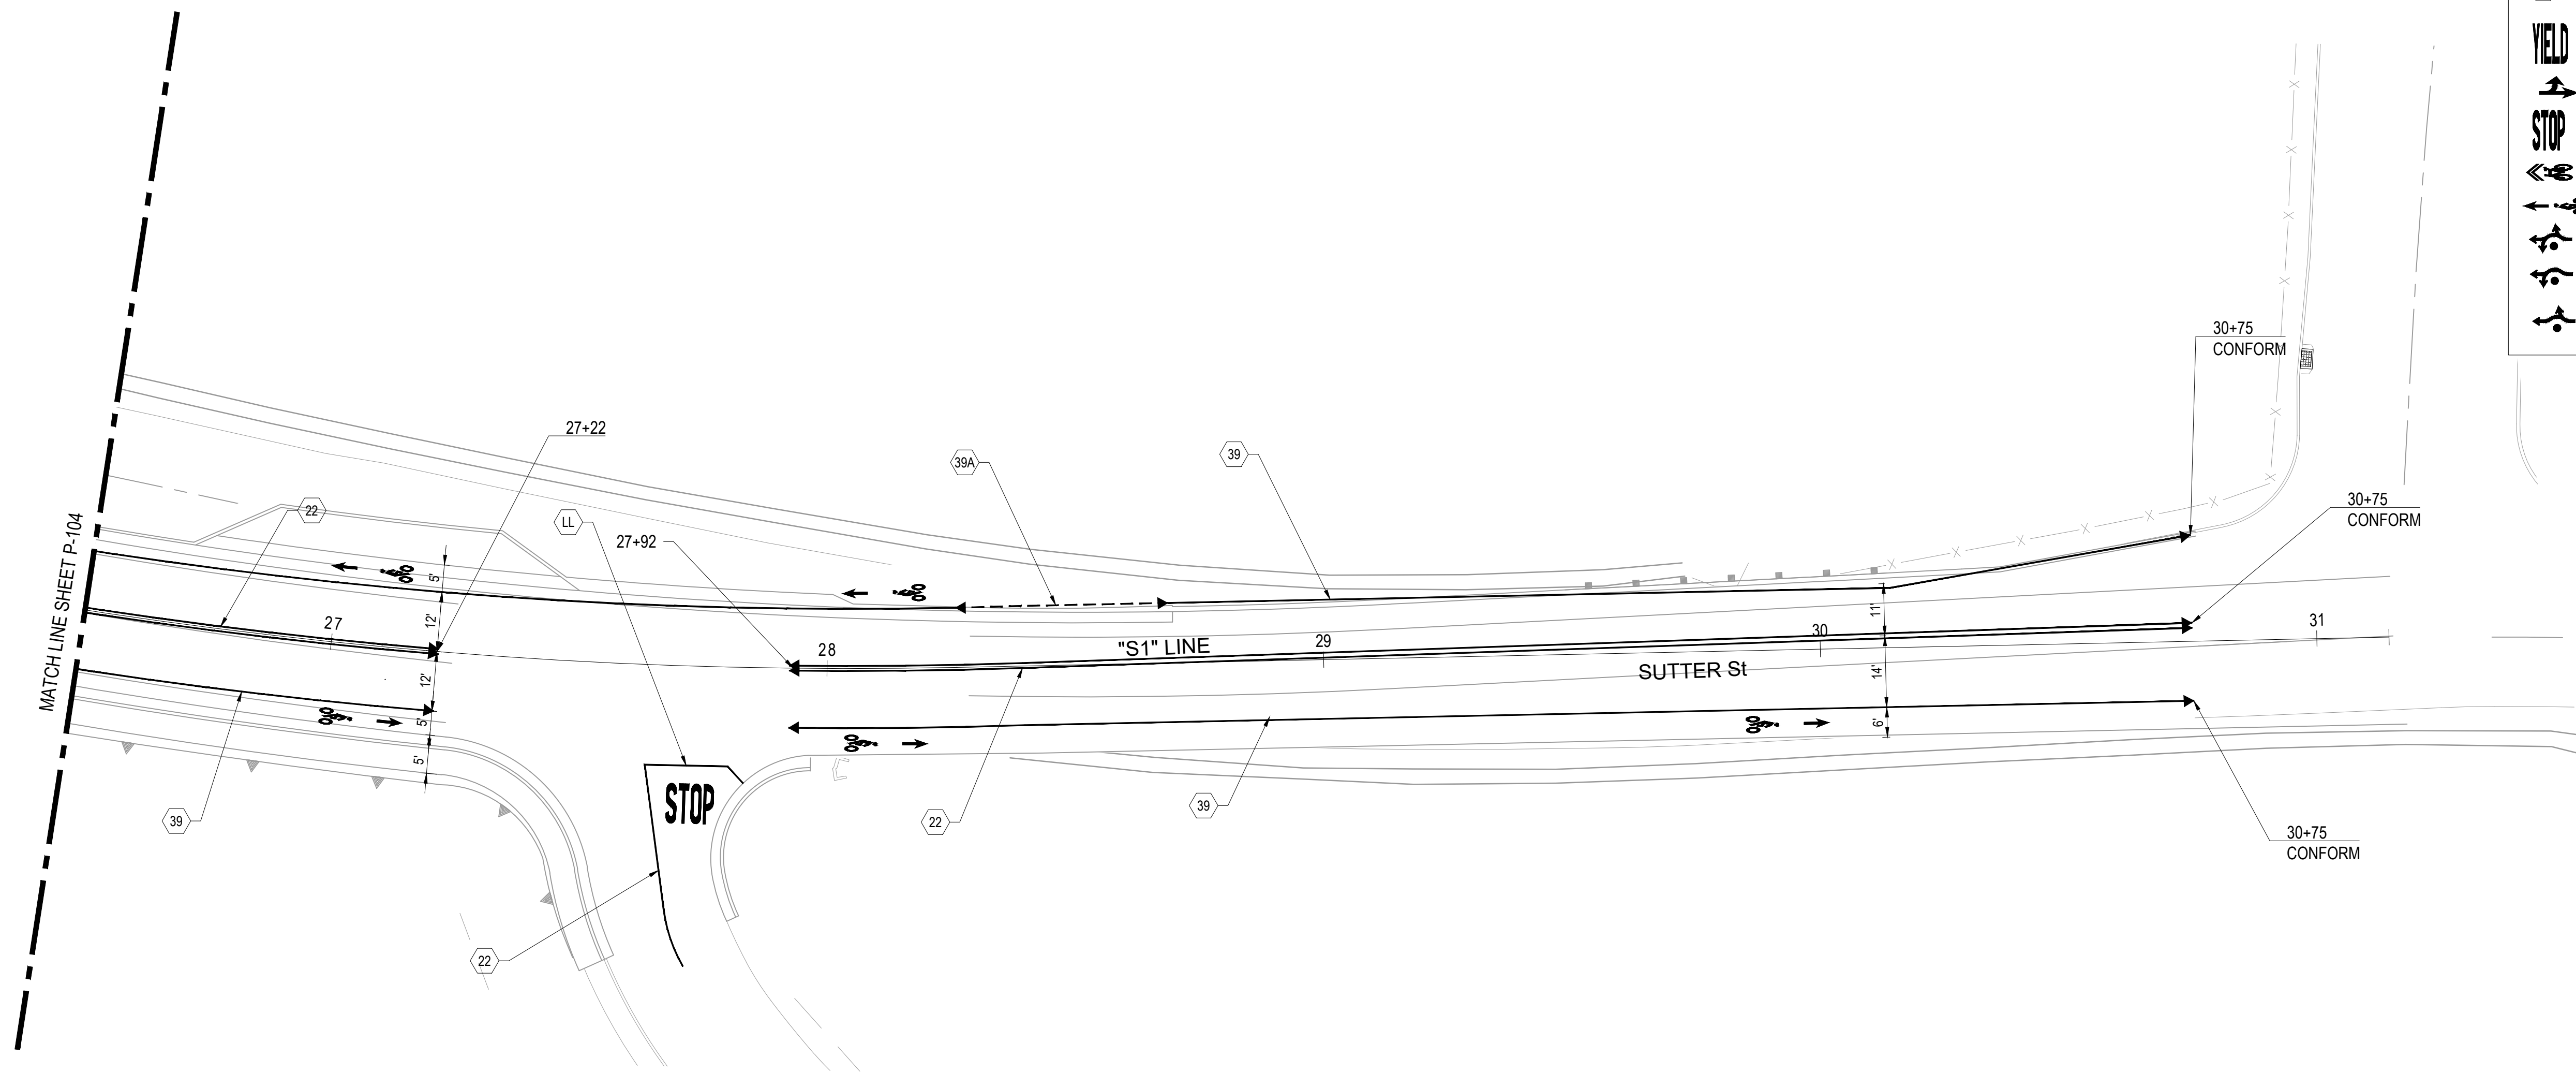 YIELD
STOP
30+75
CONFORM
27+22
39A
39
30+75
CONFORM
22
LL
27+92
MATCH LINE SHEET P-104
5'
12'
27
28
"S1" LINE
29
11'
30
31
SUTTER St
12'
14'
5'
6'
5'
STOP
39
22
39
30+75
CONFORM
22